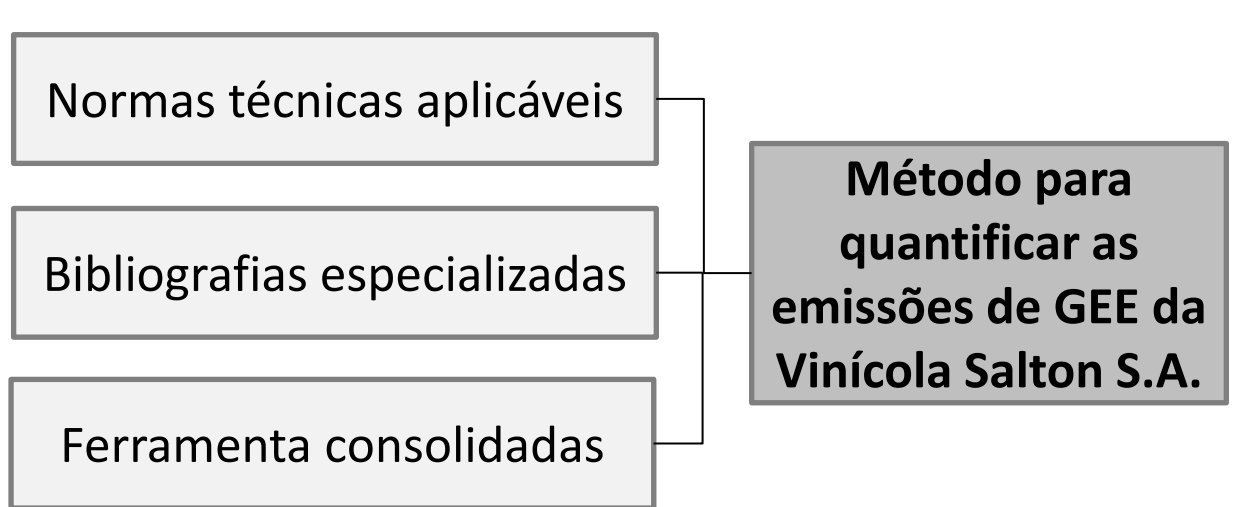 Normas técnicas aplicáveis
Bibliografias especializadas
Ferramenta consolidadas
Método para
quantificar as
emissões de GEE da
Vinícola Salton S.A.